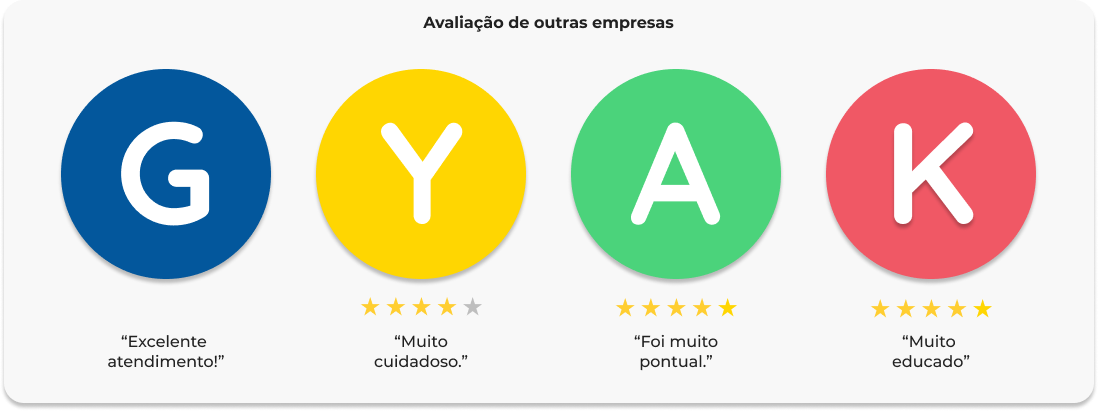 Avaliação de outras empresas
G
Y
A
K
“Excelente
atendimento!”
“Muito
cuidadoso.”
“Foi muito
pontual.”
“Muito
educado”